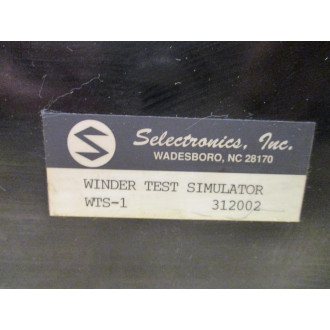 Selectronics, Inc.
WADESBORO, NC 28170
WINDER TEST SIMULATOR
WTS-1 312002